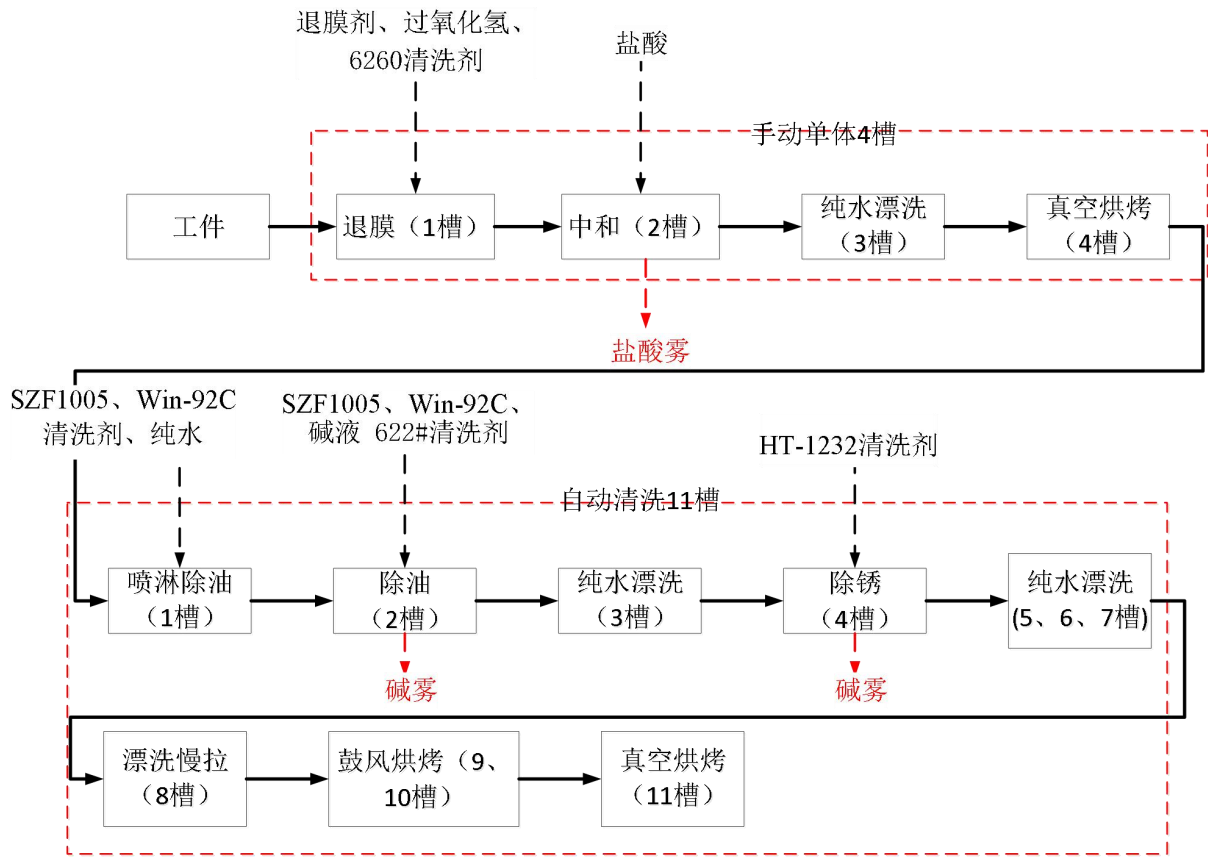 退膜剂、过氧化氢、
6260清洗剂
盐酸
手动单体4槽
工件
退膜（1槽）
中和（2槽）
纯水漂洗
（3槽）
真空烘烤
（4槽）
盐酸雾
SZF1005、Win-92C
清洗剂、纯水
SZF1005、Win-92C、
碱液 622#清洗剂
HT-1232清洗剂
自动清洗11槽
喷淋除油
（1槽）
除油
（2槽）
纯水漂洗
（3槽）
除锈
（4槽）
纯水漂洗
(5、6、7槽)
碱雾
碱雾
漂洗慢拉
（8槽）
鼓风烘烤（9、
10槽）
真空烘烤
（11槽）